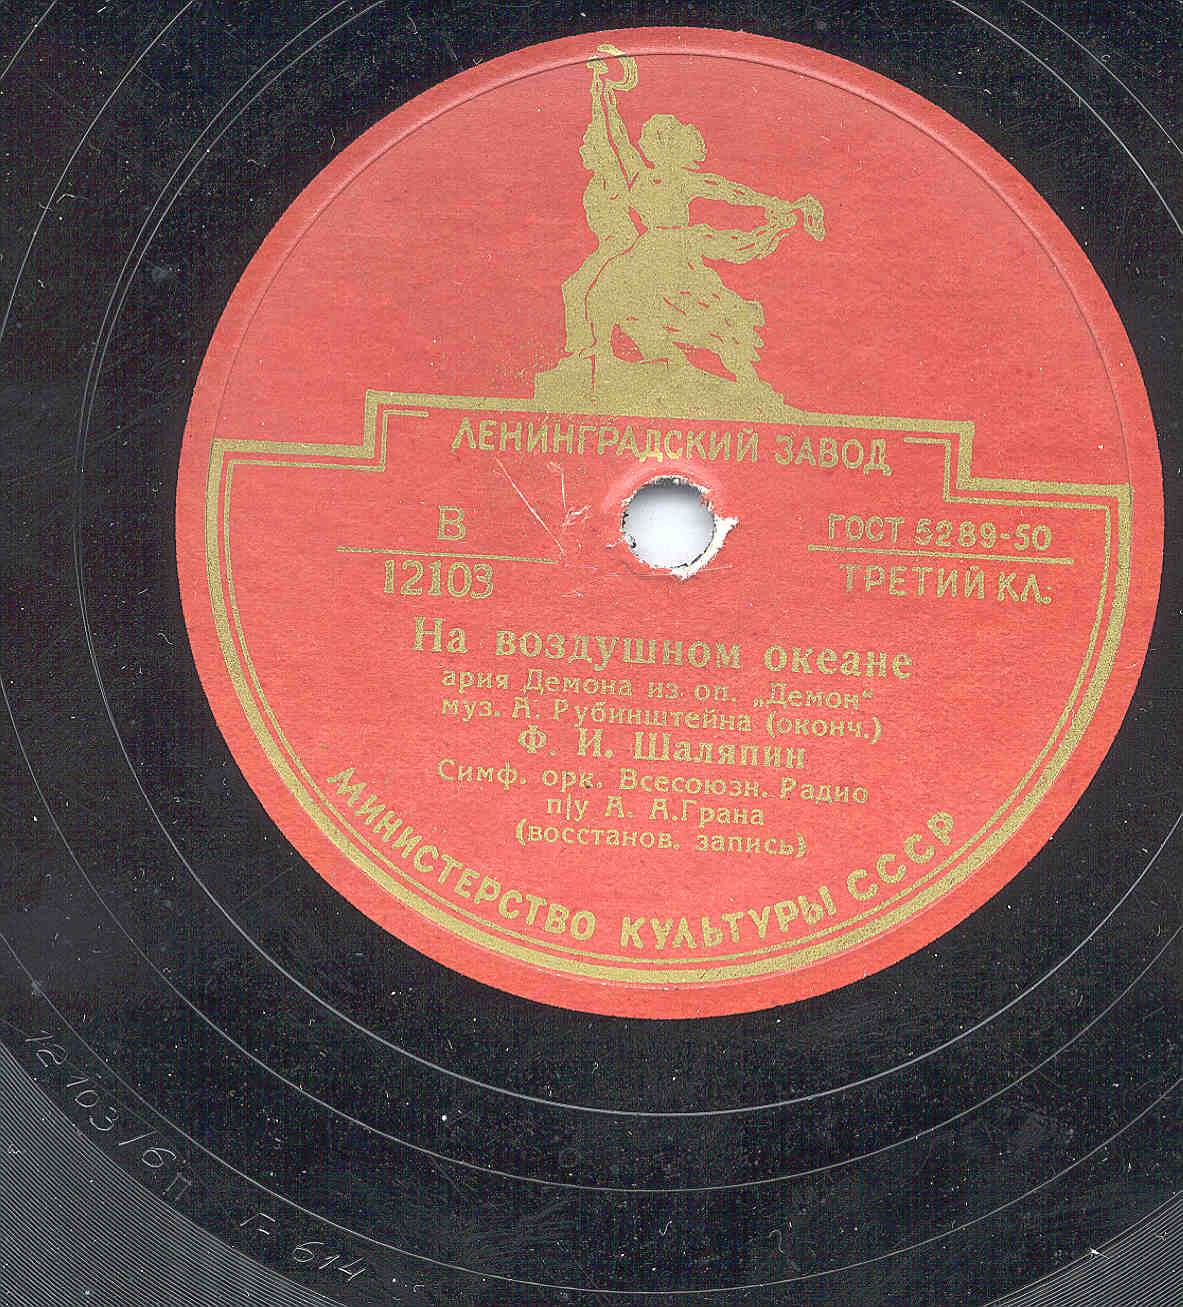 ЛЕНИНГРАДСКИЙ ЗАВОД
В
12103
ГОСТ 5289-50
ТРЕТИЙ КЛ.
На воздушном океане
ария Демона из оп. „Демон“
муз. А. Рубинштейна (оконч.)
Ф. И. Шаляпин
Симф. орк. Всесоюзн. Радио
п/у А. А.Грана
(восстанов. запись)
МИНИСТЕРСТВО КУЛЬТУРЫ СССР
12103/6П
Г- 614